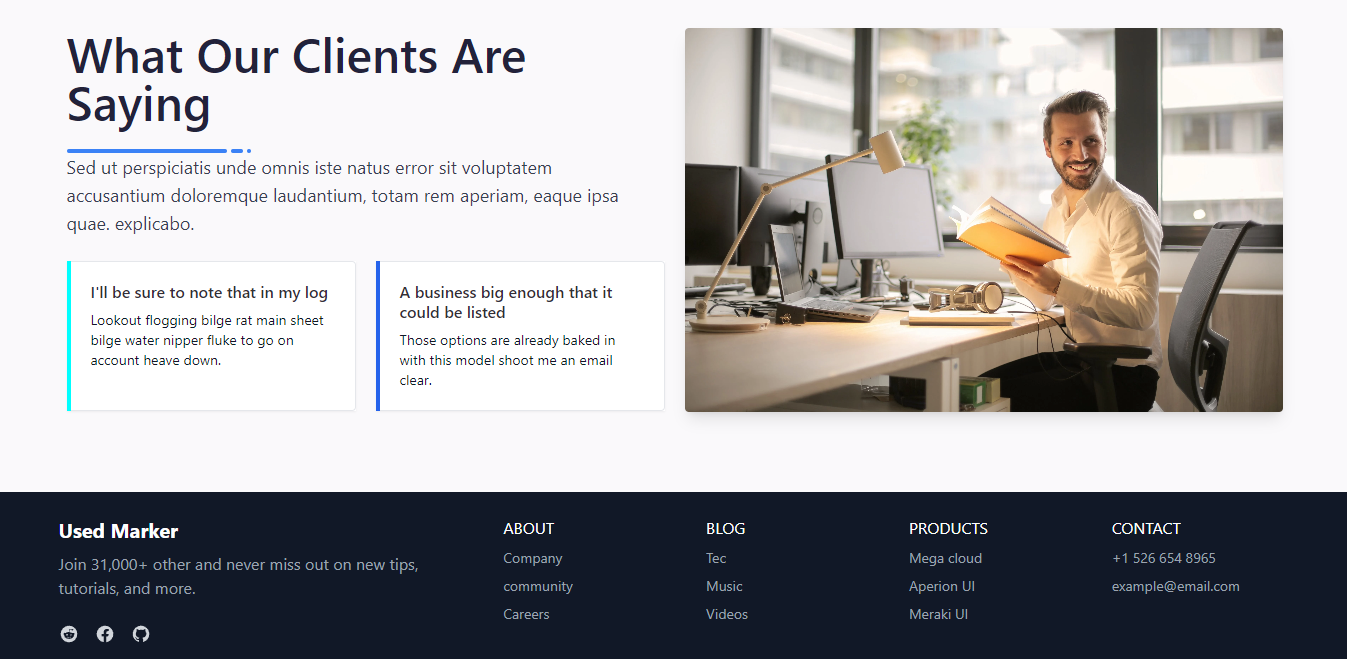 What Our Clients Are
Saying
Sed ut perspiciatis unde omnis iste natus error sit voluptatem
accusantium doloremque laudantium, totam rem aperiam, eaque ipsa
quae. explicabo.
I'll be sure to note that in my log
Lookout flogging bilge rat main sheet
bilge water nipper fluke to go on
account heave down.
A business big enough that it
could be listed
Those options are already baked in
with this model shoot me an email
clear.
Used Marker
Join 31,000+ other and never miss out on new tips,
tutorials, and more.
ABOUT
Company
community
Careers
BLOG
Tec
Music
Videos
PRODUCTS
Mega cloud
Aperion UI
Meraki UI
CONTACT
+1 526 654 8965
example@email.com